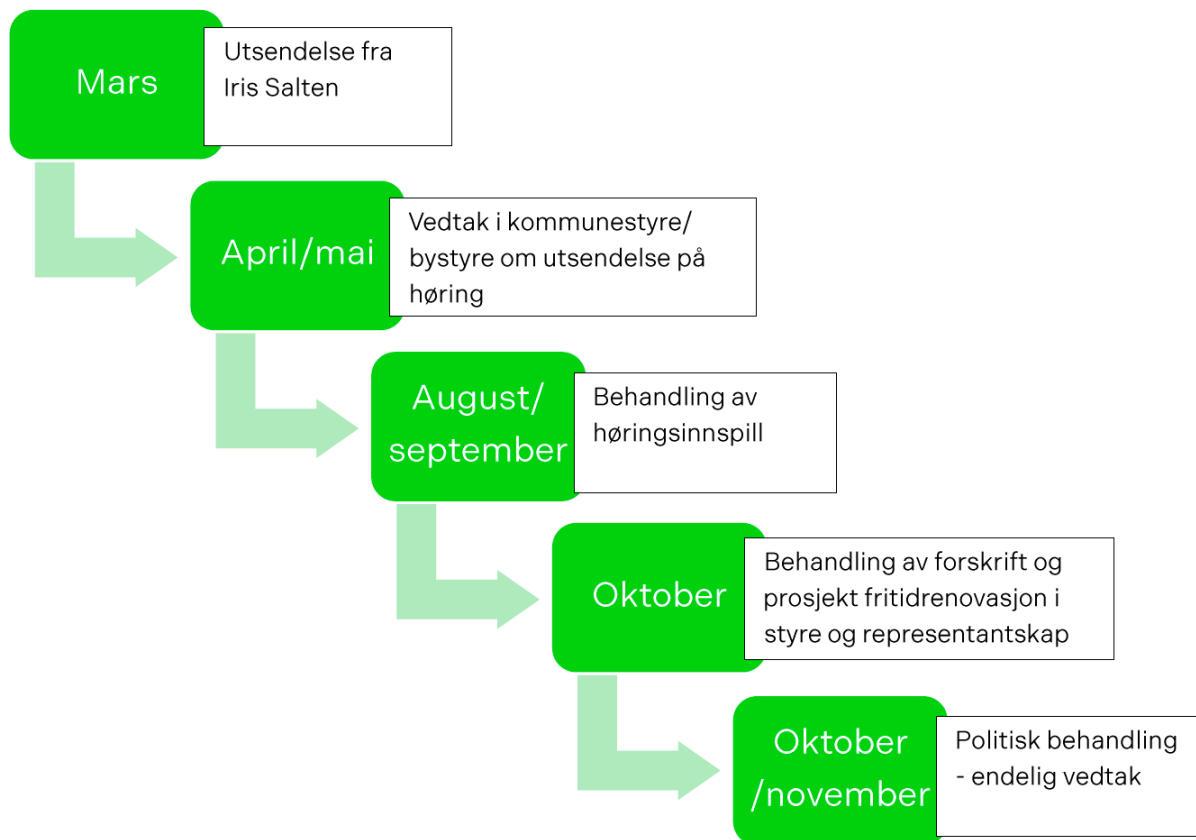 Mars
Utsendelse fra
Iris Salten
April/mai
Vedtak i kommunestyre/
bystyre om utsendelse på
høring
August/
september
Behandling av
høringsinnspill
Oktober
Behandling av forskrift og
prosjekt fritidrenovasjon i
styre og representantskap
Oktober
/november
Politisk behandling
- endelig vedtak